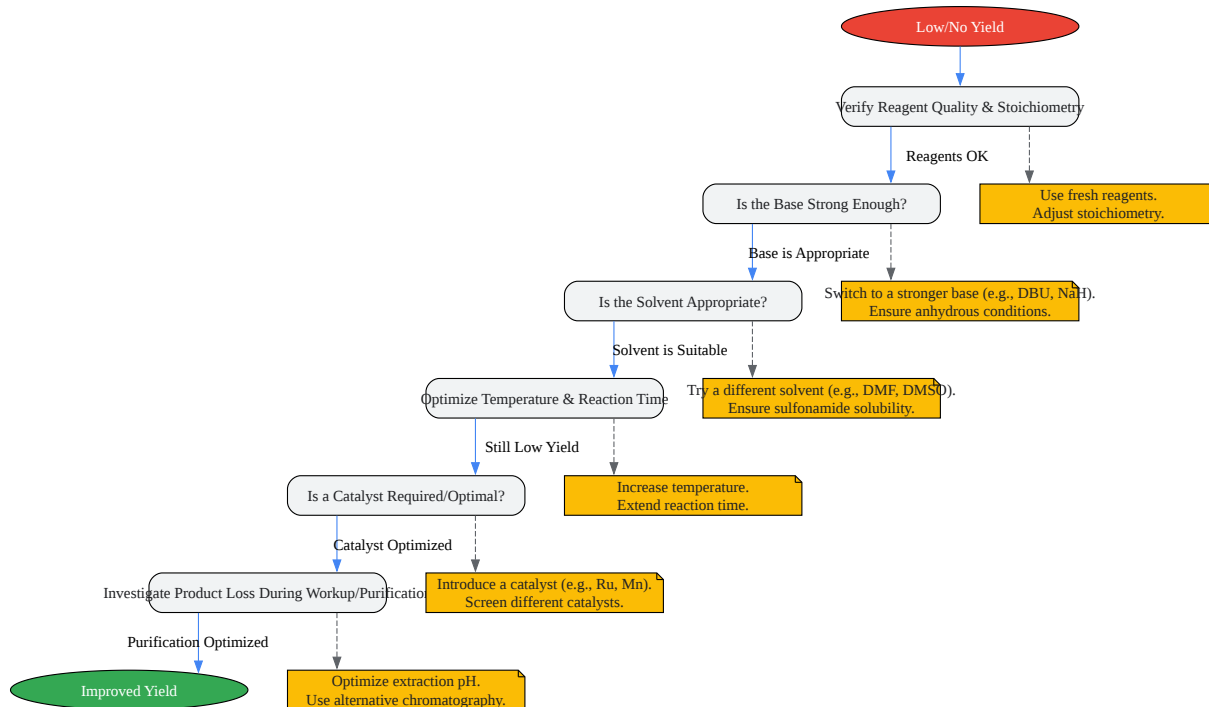 Low/No Yield
Verify Reagent Quality & Stoichiometry
Reagents OK
Use fresh reagents.
Adjust stoichiometry.
Is the Base Strong Enough?
Base is Appropriate
Switch to a stronger base (e.g., DBU, NaH).
Ensure anhydrous conditions.
Is the Solvent Appropriate?
Solvent is Suitable
Try a different solvent (e.g., DMF, DMSO).
Ensure sulfonamide solubility.
Optimize Temperature & Reaction Time
Still Low Yield
Increase temperature.
Extend reaction time.
Is a Catalyst Required/Optimal?
Catalyst Optimized
Introduce a catalyst (e.g., Ru, Mn).
Screen different catalysts.
Investigate Product Loss During Workup/Purification
Purification Optimized
Optimize extraction pH.
Use alternative chromatography.
Improved Yield